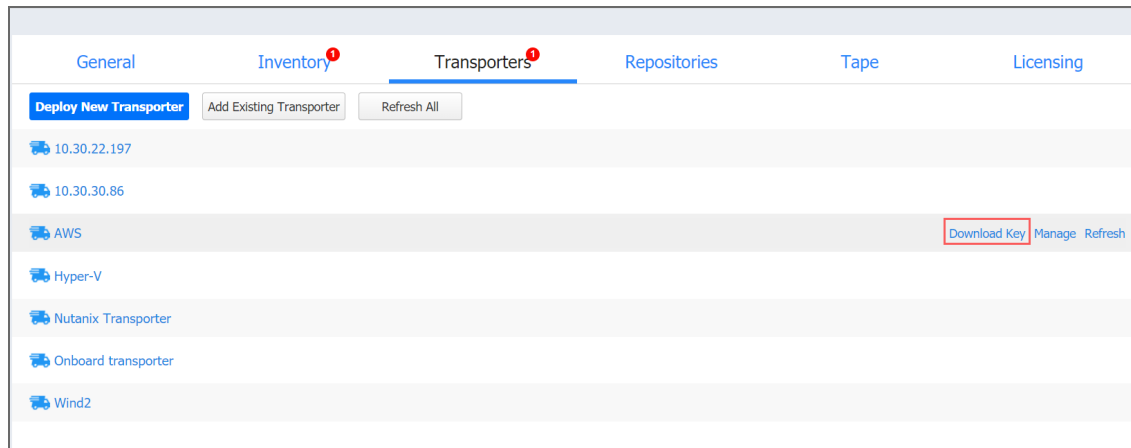 General Inventory 1 Transporters 1 Repositories Tape Licensing
Deploy New Transporter Add Existing Transporter Refresh All
10.30.22.197
10.30.30.86
AWS Download Key Manage Refresh
Hyper-V
Nutanix Transporter
Onboard transporter
Wind2